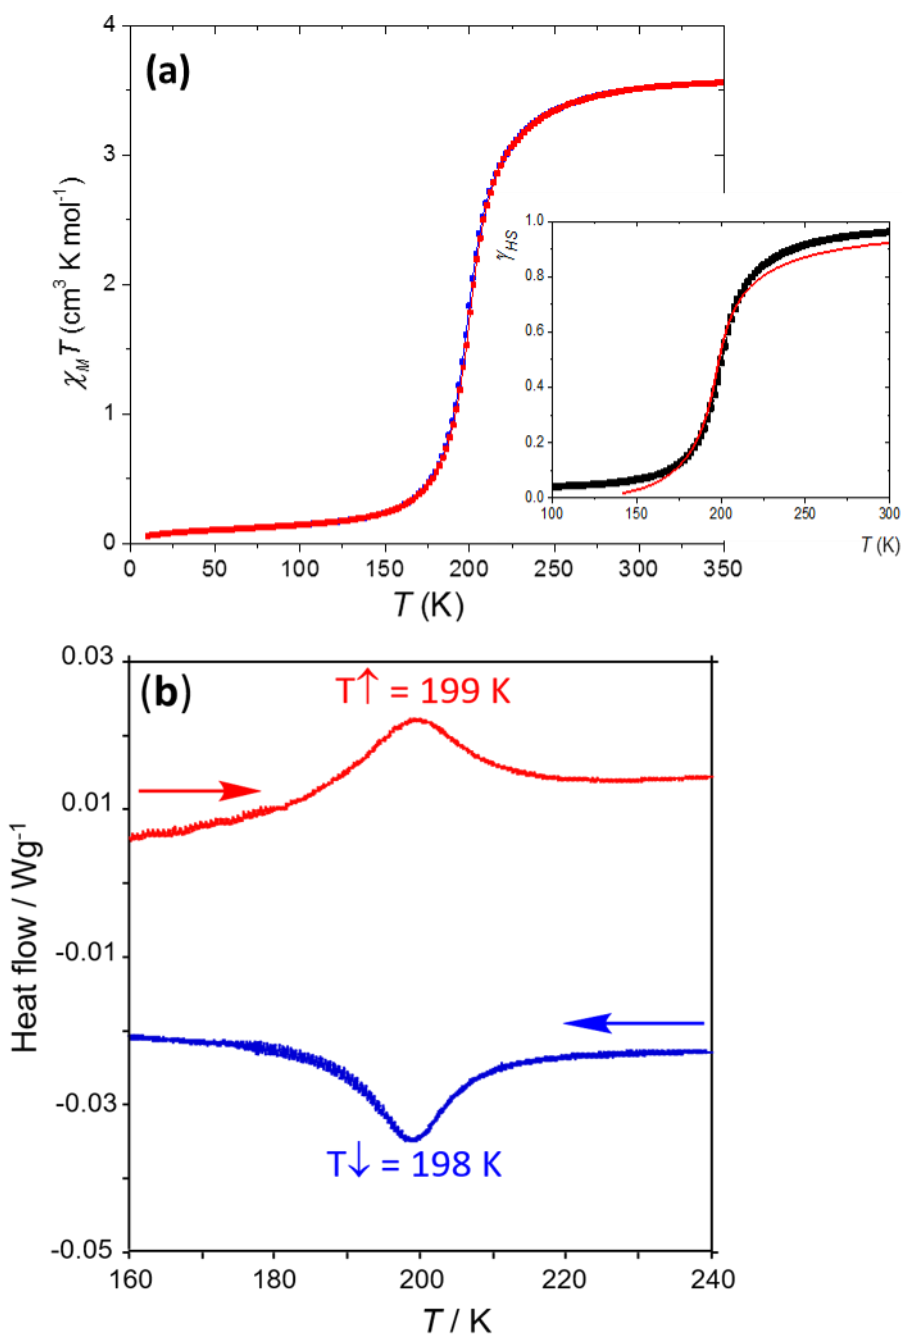 (a)
4
3
2
1
0
χM T (cm³ K mol⁻¹)
0 50 100 150 200 250 300 350
T (K)
γHS
1.0
0.8
0.6
0.4
0.2
0.0
100 150 200 250 300
T (K)
(b)
0.03
0.01
-0.01
-0.03
-0.05
Heat flow / Wg⁻¹
T↑ = 199 K
T↓ = 198 K
160 180 200 220 240
T / K